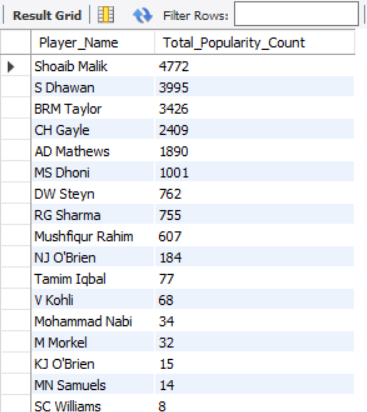 Result Grid Filter Rows:
Player_Name Total_Popularity_Count
Shoaib Malik 4772
S Dhawan 3995
BRM Taylor 3426
CH Gayle 2409
AD Mathews 1890
MS Dhoni 1001
DW Steyn 762
RG Sharma 755
Mushfiqur Rahim 607
NJ O'Brien 184
Tamim Iqbal 77
V Kohli 68
Mohammad Nabi 34
M Morkel 32
KJ O'Brien 15
MN Samuels 14
SC Williams 8